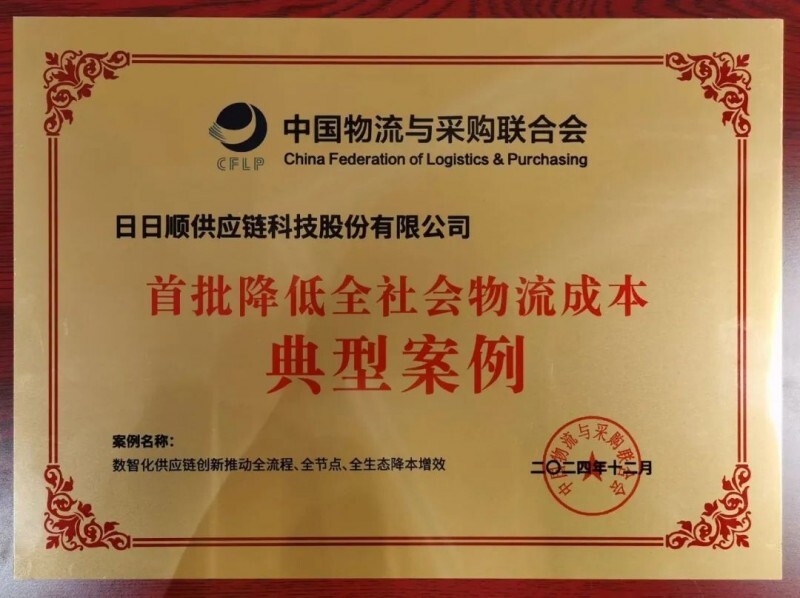 中国物流与采购联合会
CFLP
China Federation of Logistics & Purchasing
日日顺供应链科技股份有限公司
首批降低全社会物流成本
典型案例
案例名称：
数智化供应链创新推动全流程、全节点、全生态降本增效
二〇二四年十二月
中国物流与采购联合会